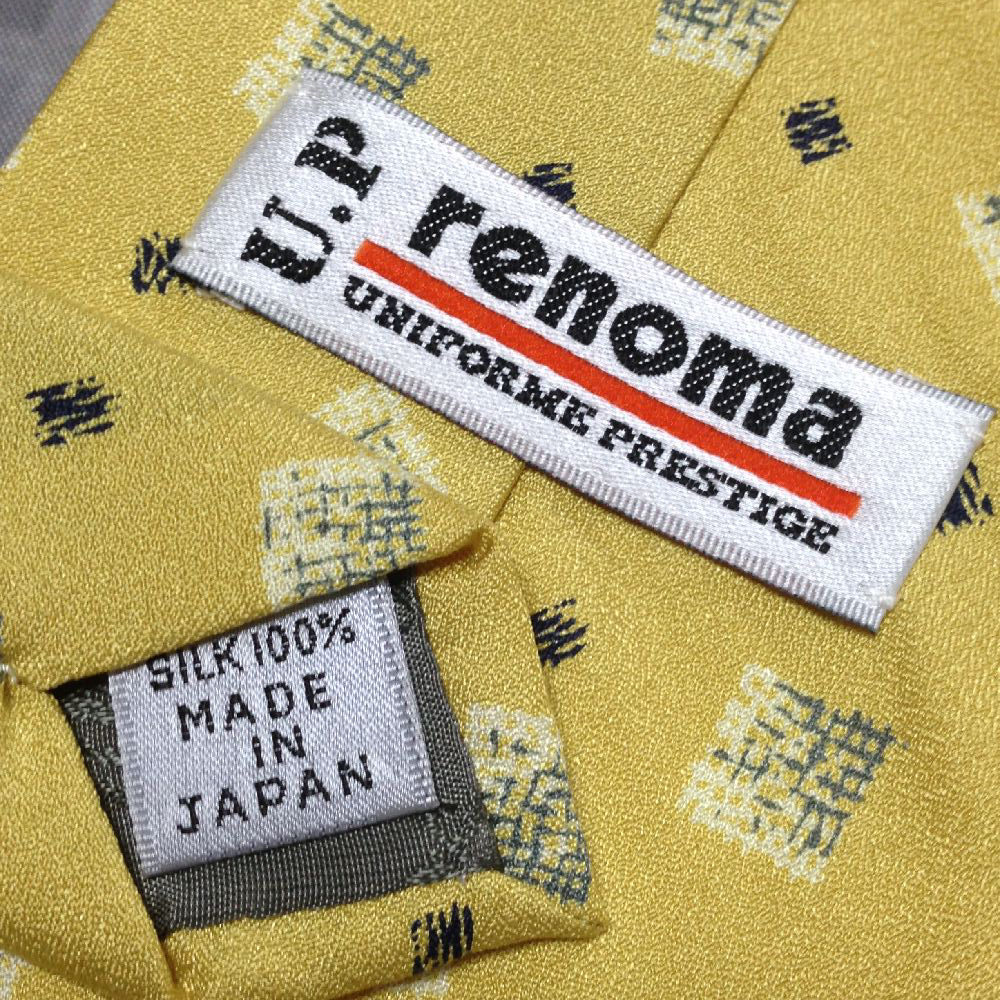 U.P
renoma
UNIFORME PRESTIGE
SILK 100%
MADE
IN
JAPAN